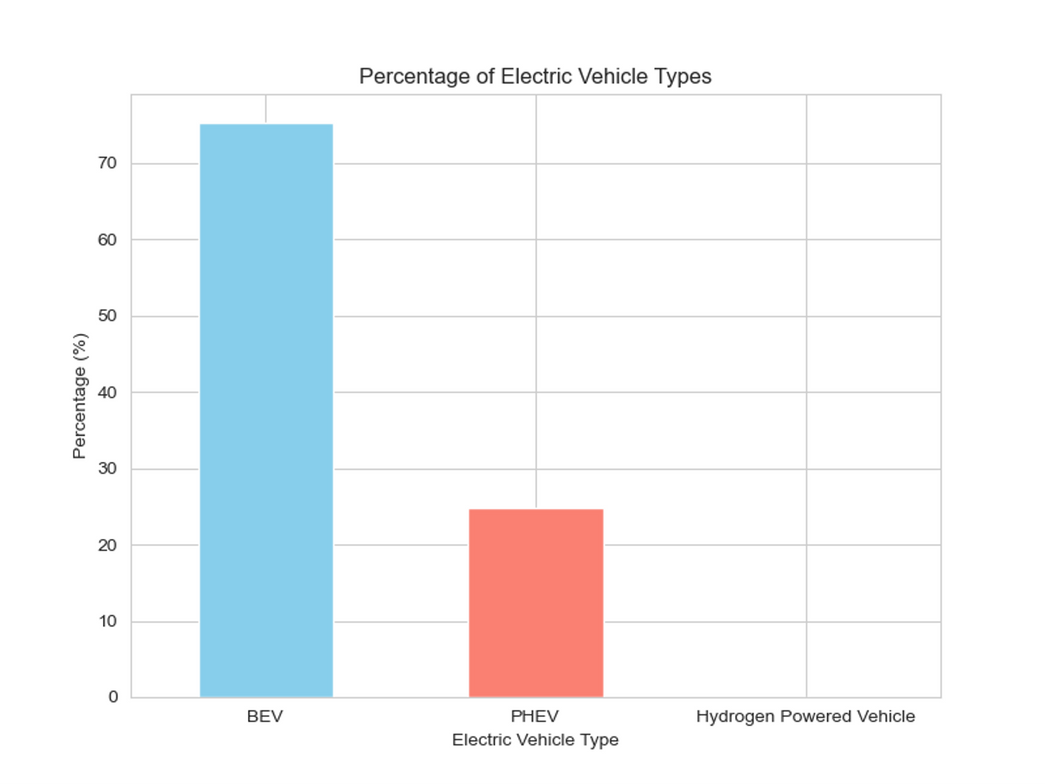 Percentage of Electric Vehicle Types
Percentage (%)
70
60
50
40
30
20
10
0
BEV PHEV Hydrogen Powered Vehicle
Electric Vehicle Type